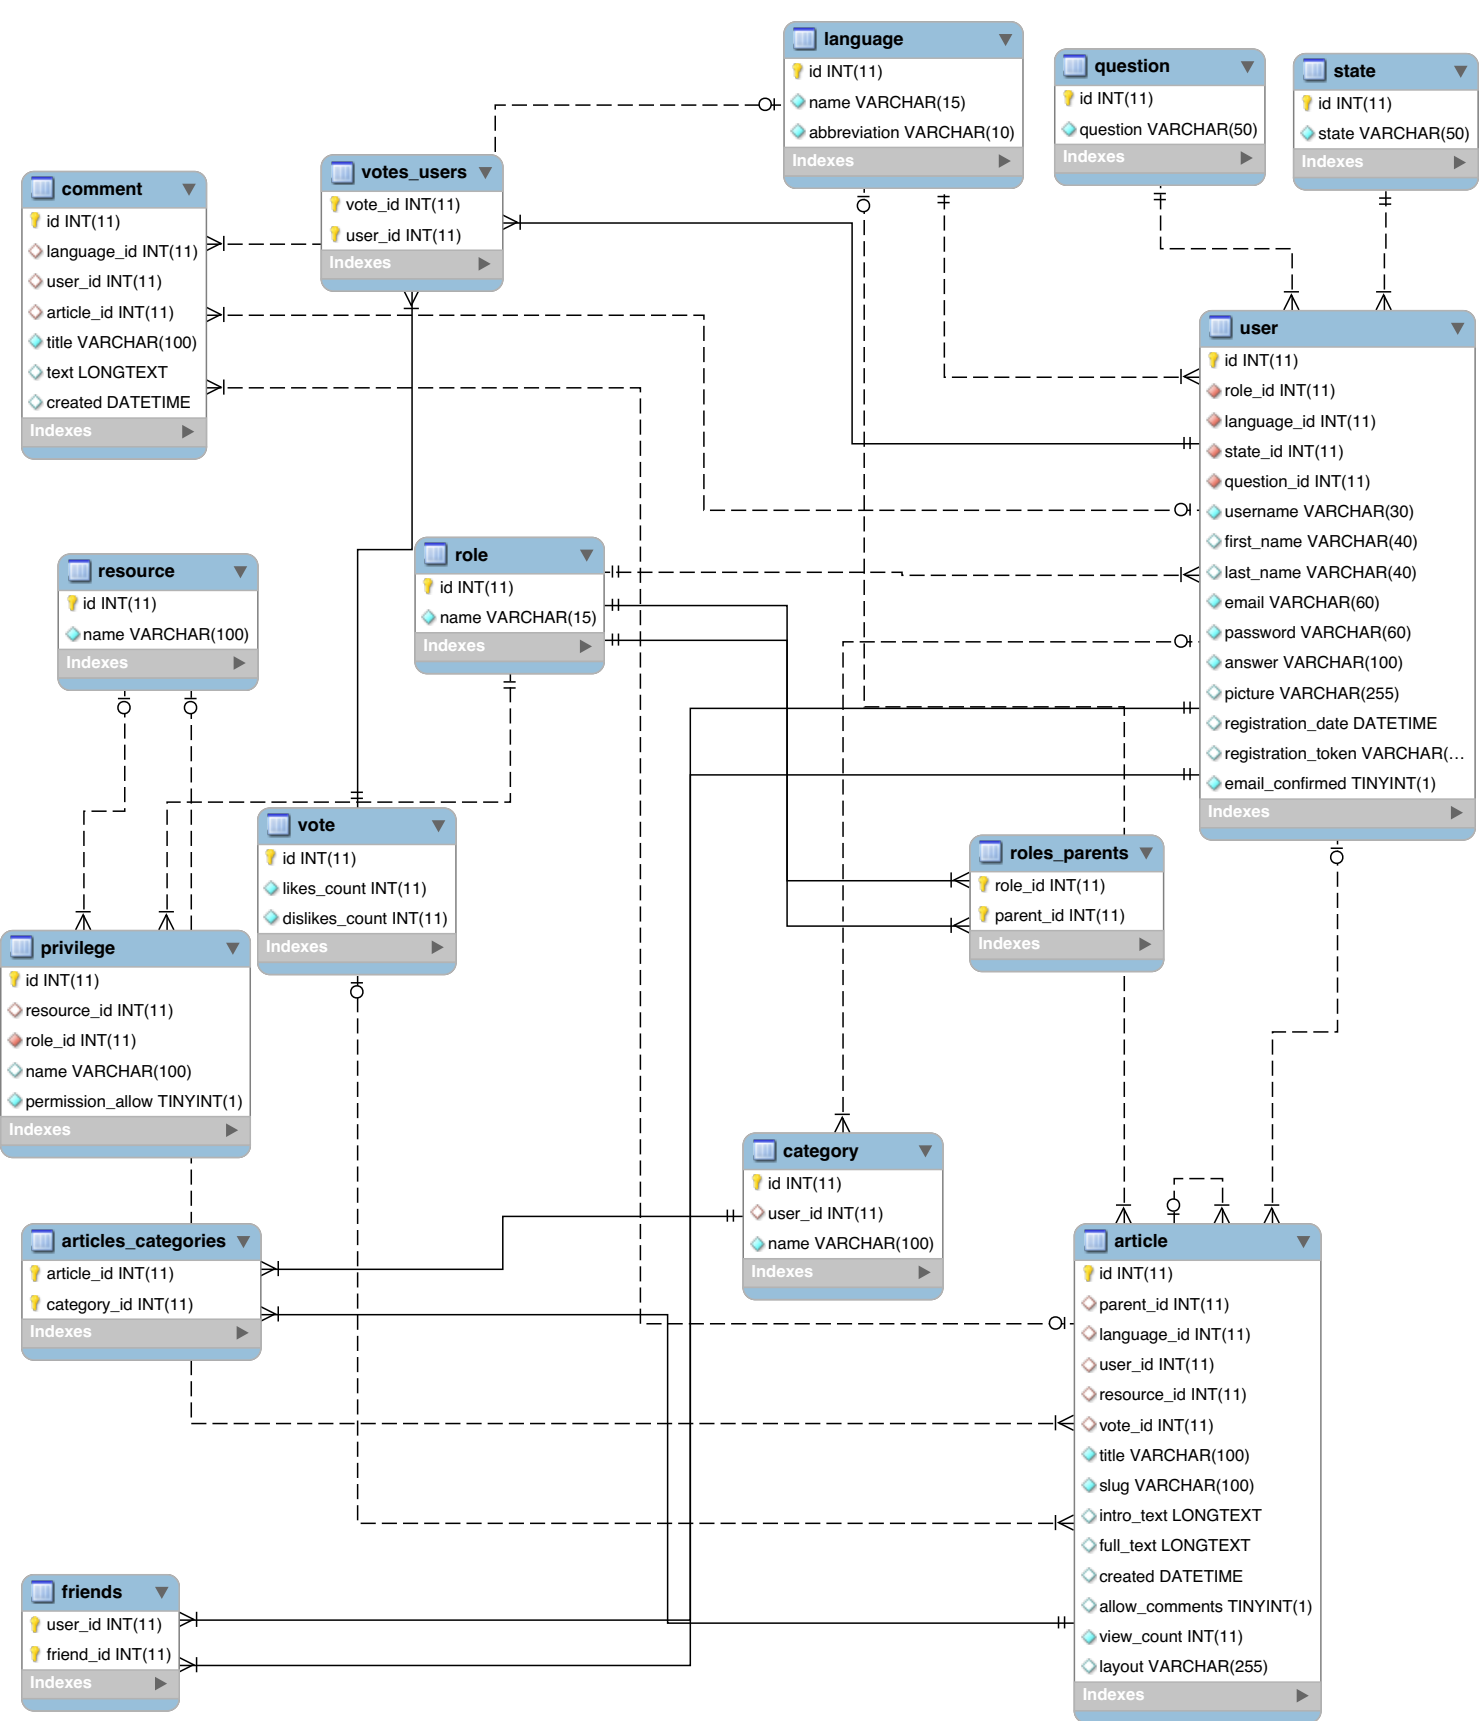 language
id INT(11)
name VARCHAR(15)
abbreviation VARCHAR(10)
Indexes
question
id INT(11)
question VARCHAR(50)
Indexes
state
id INT(11)
state VARCHAR(50)
Indexes
votes_users
vote_id INT(11)
user_id INT(11)
Indexes
comment
id INT(11)
language_id INT(11)
user_id INT(11)
article_id INT(11)
title VARCHAR(100)
text LONGTEXT
created DATETIME
Indexes
user
id INT(11)
role_id INT(11)
language_id INT(11)
state_id INT(11)
question_id INT(11)
username VARCHAR(30)
first_name VARCHAR(40)
last_name VARCHAR(40)
email VARCHAR(60)
password VARCHAR(60)
answer VARCHAR(100)
picture VARCHAR(255)
registration_date DATETIME
registration_token VARCHAR(...
email_confirmed TINYINT(1)
Indexes
role
id INT(11)
name VARCHAR(15)
Indexes
resource
id INT(11)
name VARCHAR(100)
Indexes
vote
id INT(11)
likes_count INT(11)
dislikes_count INT(11)
Indexes
roles_parents
role_id INT(11)
parent_id INT(11)
Indexes
privilege
id INT(11)
resource_id INT(11)
role_id INT(11)
name VARCHAR(100)
permission_allow TINYINT(1)
Indexes
category
id INT(11)
user_id INT(11)
name VARCHAR(100)
Indexes
articles_categories
article_id INT(11)
category_id INT(11)
Indexes
article
id INT(11)
parent_id INT(11)
language_id INT(11)
user_id INT(11)
resource_id INT(11)
vote_id INT(11)
title VARCHAR(100)
slug VARCHAR(100)
intro_text LONGTEXT
full_text LONGTEXT
created DATETIME
allow_comments TINYINT(1)
view_count INT(11)
layout VARCHAR(255)
Indexes
friends
user_id INT(11)
friend_id INT(11)
Indexes